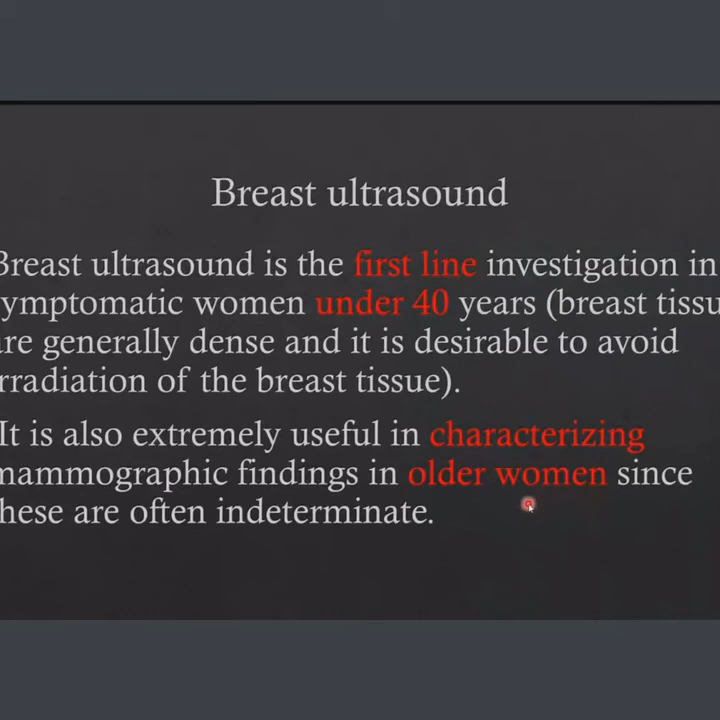 Breast ultrasound
Breast ultrasound is the first line investigation in
ymptomatic women under 40 years (breast tissu
re generally dense and it is desirable to avoid
rradiation of the breast tissue).
It is also extremely useful in characterizing
mammographic findings in older women since
hese are often indeterminate.